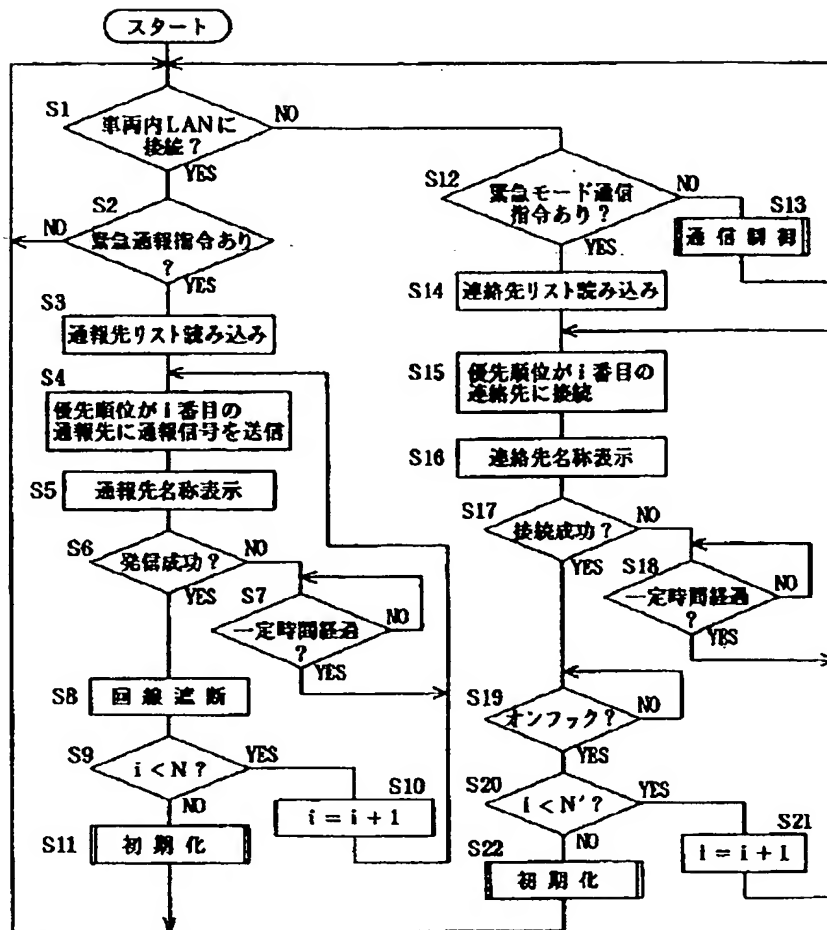 スタート
S1
車両内LANに
接続?
NO
YES
S2
緊急通報指令あり
?
NO
YES
S3
通報先リスト読み込み
S4
優先順位がi番目の
通報先に通報信号を送信
S5
通報先名称表示
S6
発信成功?
NO
YES
S7
一定時間経過
?
NO
YES
S8
回線遮断
S9
i<N?
YES
NO
S10
i=i+1
S11
初期化
S12
緊急モード通信
指令あり?
NO
YES
S13
通信制御
S14
連絡先リスト読み込み
S15
優先順位がi番目の
連絡先に接続
S16
連絡先名称表示
S17
接続成功?
NO
YES
S18
一定時間経過
?
NO
YES
S19
オンフック?
NO
YES
S20
i<N'?
YES
NO
S21
i=i+1
S22
初期化